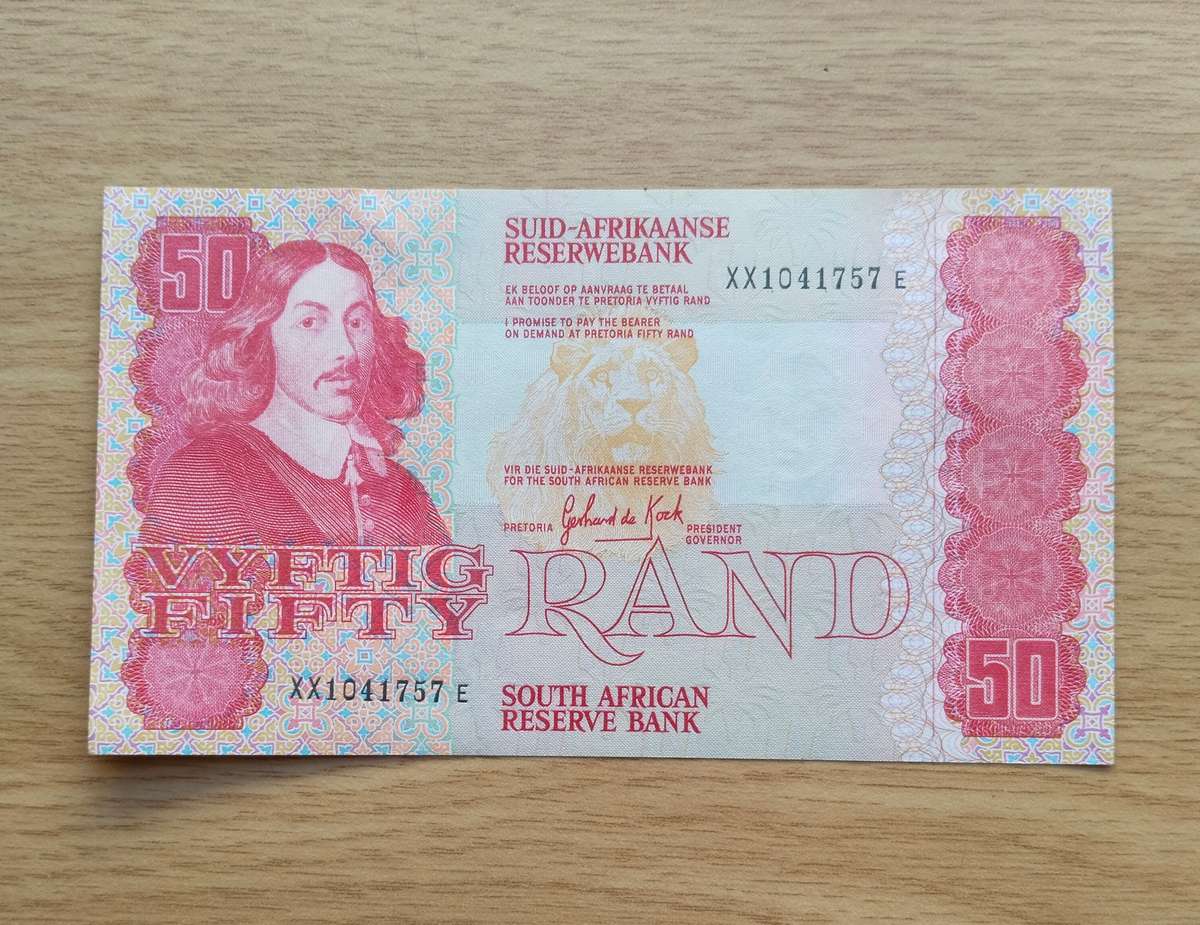 50
SUID-AFRIKAANSE
RESERWEBANK
XX1041757 E
EK BELOOF OP AANVRAAG TE BETAAL
AAN TOONDER TE PRETORIA VYFTIG RAND
I PROMISE TO PAY THE BEARER
ON DEMAND AT PRETORIA FIFTY RAND
VIR DIE SUID-AFRIKAANSE RESERWEBANK
FOR THE SOUTH AFRICAN RESERVE BANK
PRETORIA Gerhard de Kock PRESIDENT
GOVERNOR
VYFTIG
FIFTY
RAND
XX1041757 E
SOUTH AFRICAN
RESERVE BANK
50